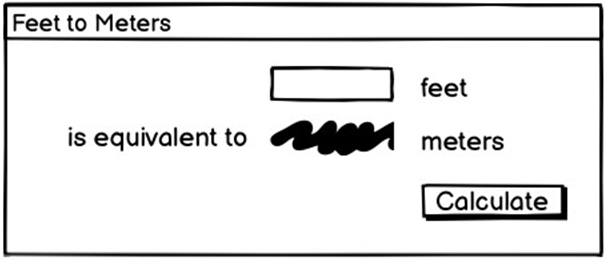 Feet to Meters
feet
is equivalent to meters
Calculate